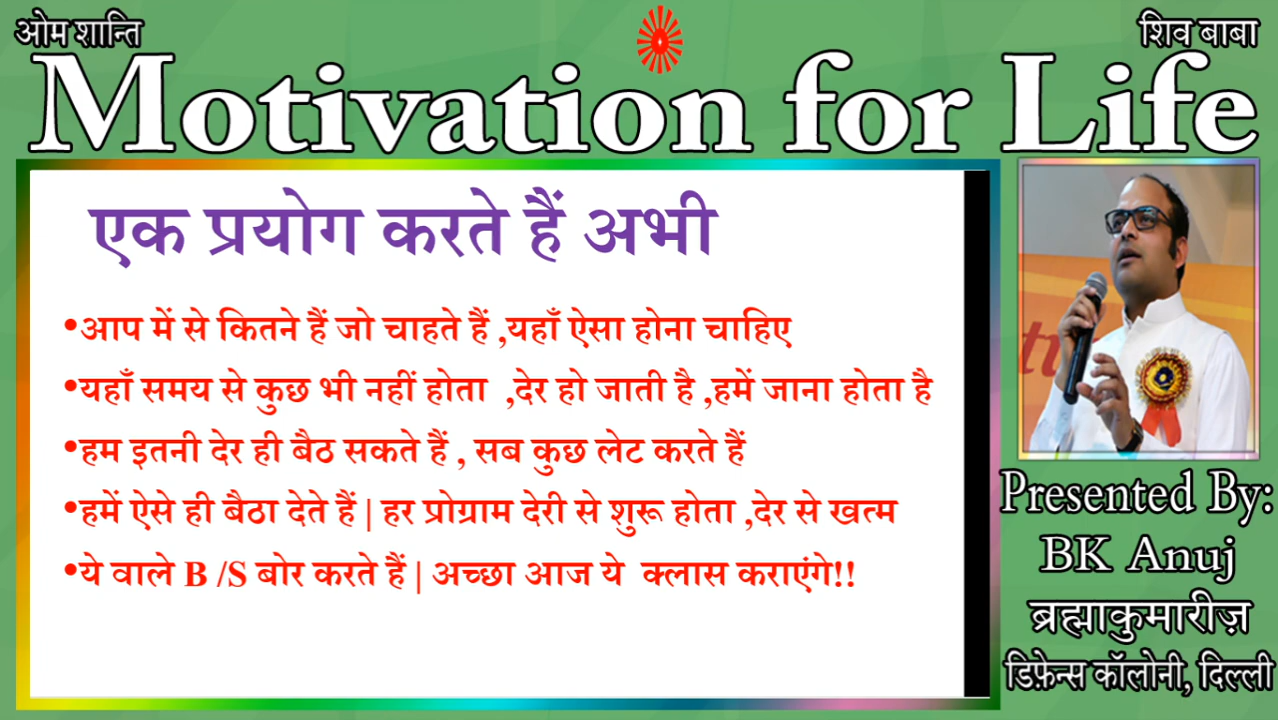 ओम शान्ति
शिव बाबा
Motivation for Life
एक प्रयोग करते हैं अभी
•आप में से कितने हैं जो चाहते हैं ,यहाँ ऐसा होना चाहिए
•यहाँ समय से कुछ भी नहीं होता ,देर हो जाती है ,हमें जाना होता है
•हम इतनी देर ही बैठ सकते हैं , सब कुछ लेट करते हैं
•हमें ऐसे ही बैठा देते हैं | हर प्रोग्राम देरी से शुरू होता ,देर से खत्म
•ये वाले B /S बोर करते हैं | अच्छा आज ये क्लास कराएंगे!!
Presented By:
BK Anuj
ब्रह्माकुमारीज़
डिफ़ेन्स कॉलोनी, दिल्ली